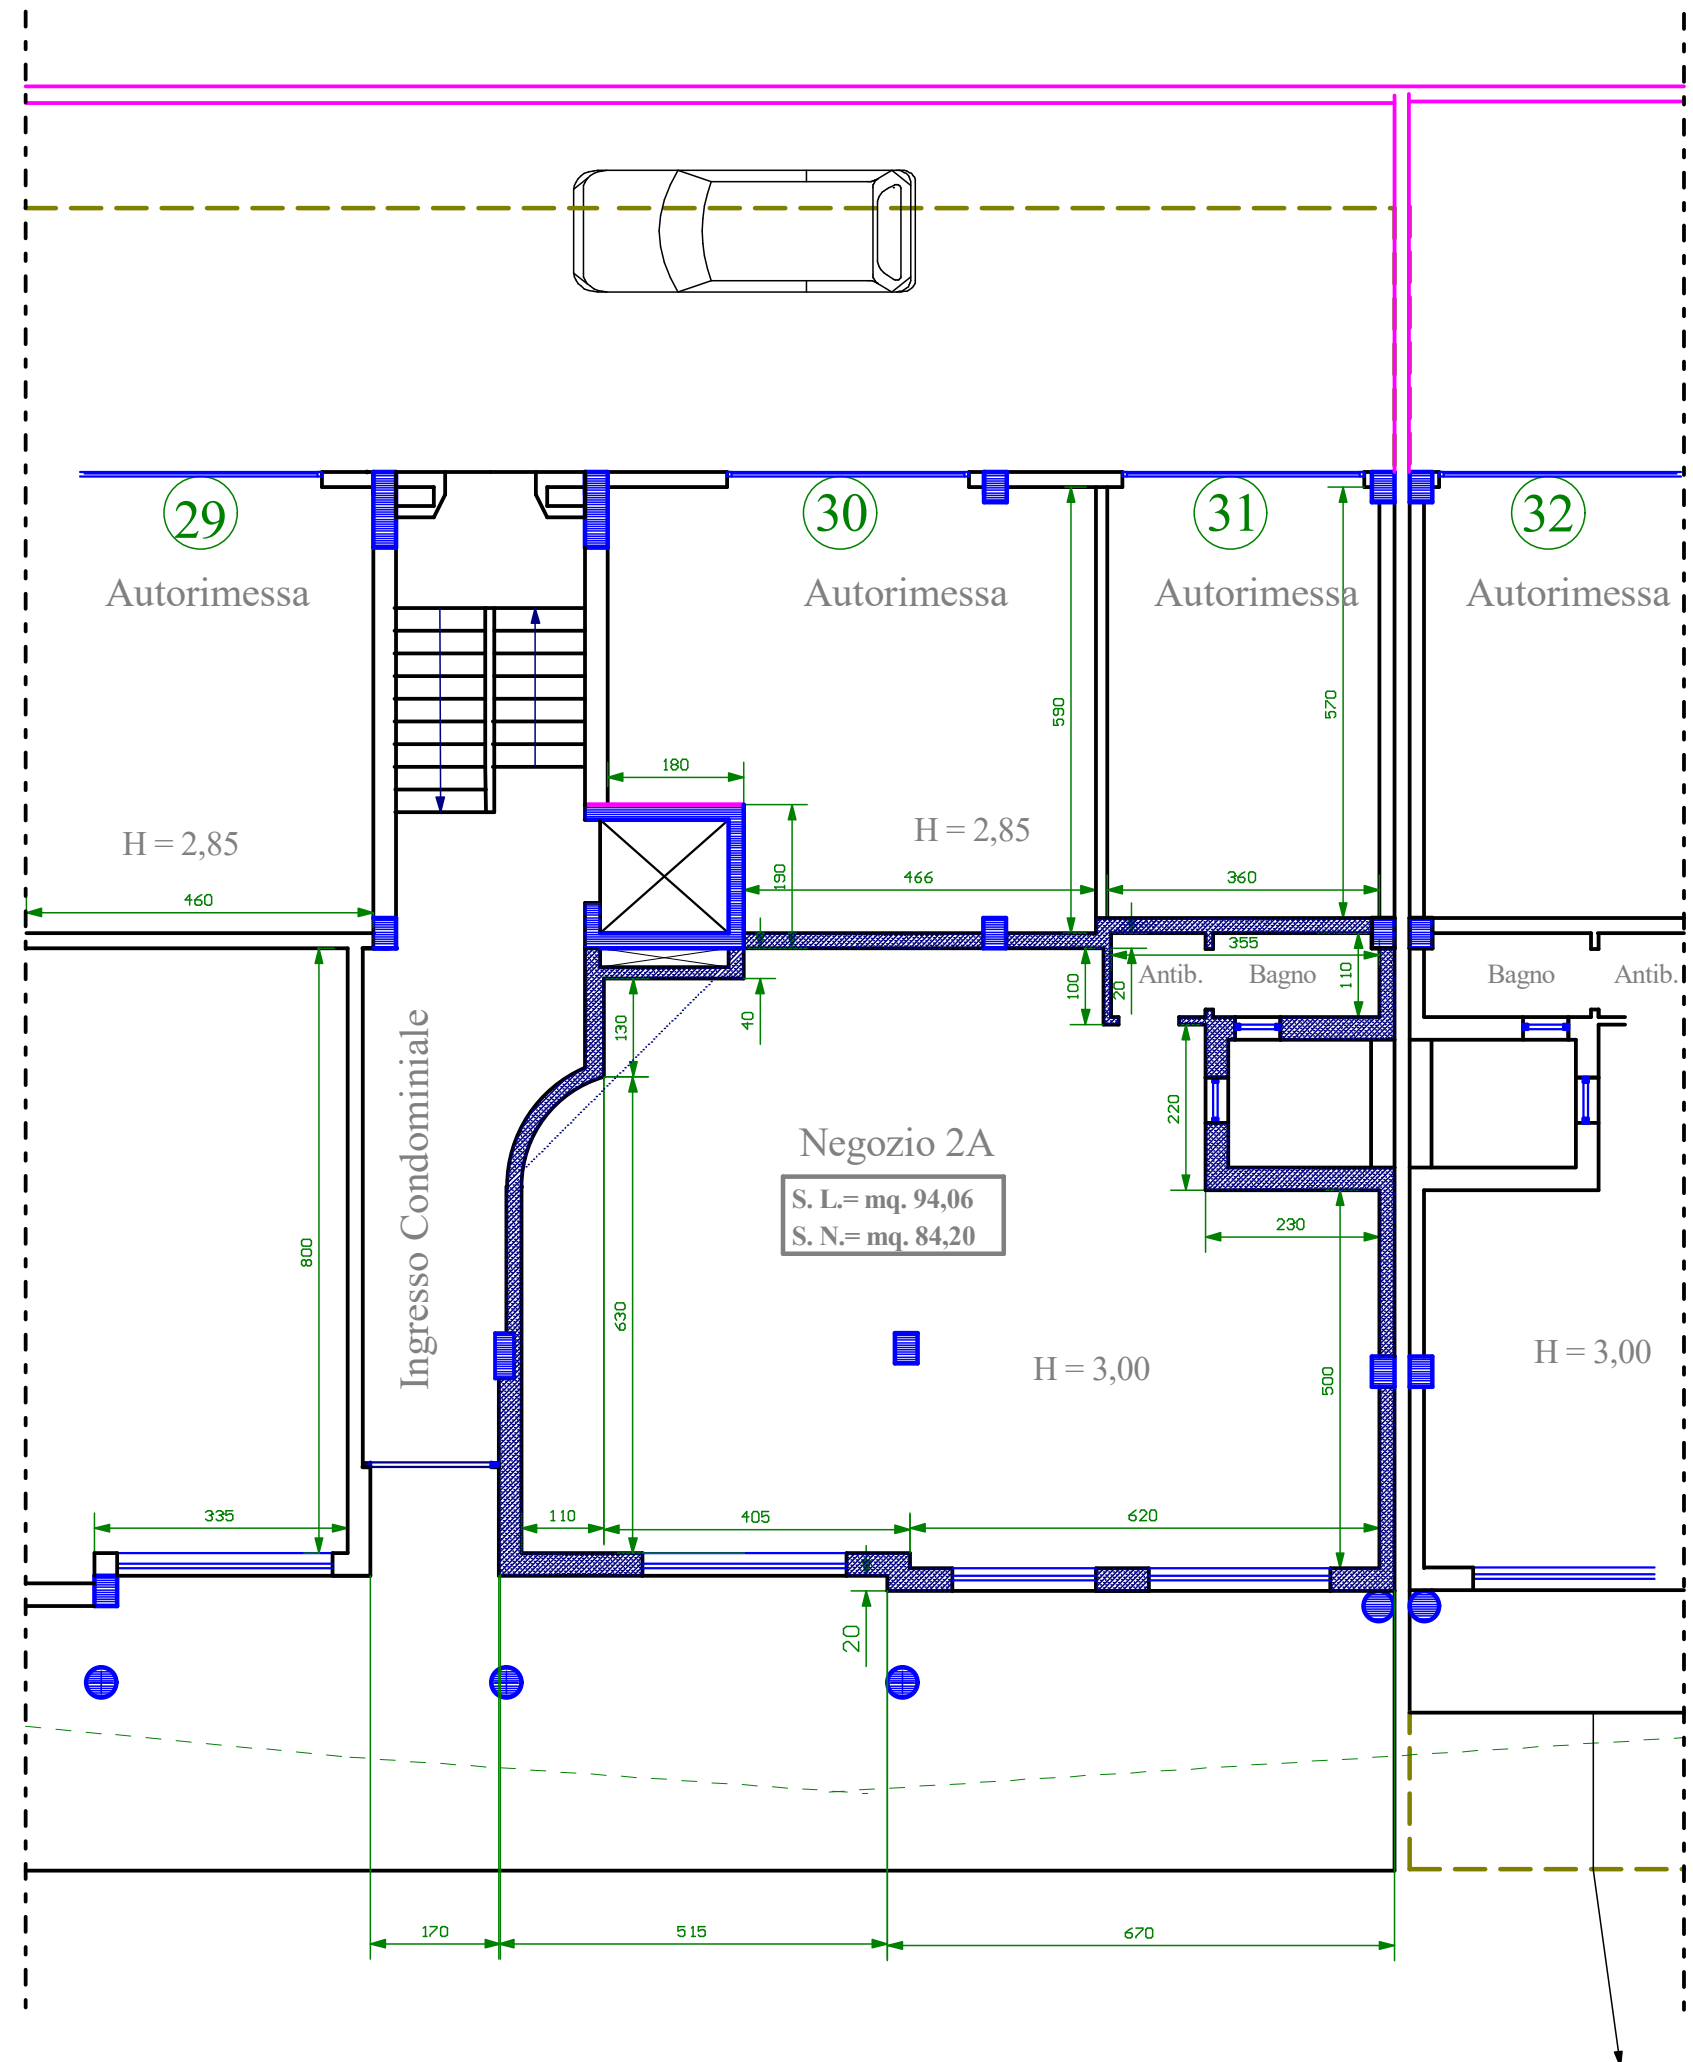 29
30
31
32
Autorimessa
Autorimessa
Autorimessa
Autorimessa
590
570
180
H = 2,85
H = 2,85
190
466
360
460
355
Antib.
Bagno
Bagno
Antib.
100
20
110
130
40
Ingresso Condominiale
220
Negozio 2A
S. L.= mq. 94,06
S. N.= mq. 84,20
230
800
630
H = 3,00
H = 3,00
500
335
110
405
620
20
170
515
670